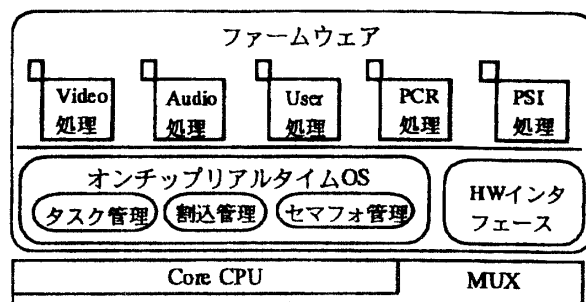 ファームウェア
Video
処理
Audio
処理
User
処理
PCR
処理
PSI
処理
オンチップリアルタイムOS
タスク管理
割込管理
セマフォ管理
HWインタ
フェース
Core CPU
MUX